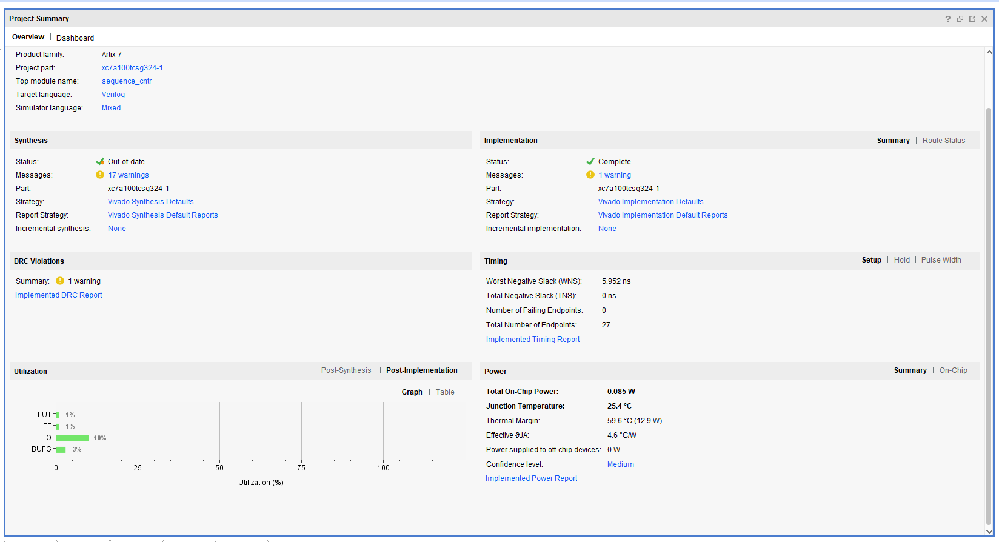 Project Summary
Overview | Dashboard
Product family: Artix-7
Project part: xc7a100tcsg324-1
Top module name: sequence_cntr
Target language: Verilog
Simulator language: Mixed
Synthesis
Status: Out-of-date
Messages: 17 warnings
Part: xc7a100tcsg324-1
Strategy: Vivado Synthesis Defaults
Report Strategy: Vivado Synthesis Default Reports
Incremental synthesis: None
Implementation Summary | Route Status
Status: Complete
Messages: 1 warning
Part: xc7a100tcsg324-1
Strategy: Vivado Implementation Defaults
Report Strategy: Vivado Implementation Default Reports
Incremental implementation: None
DRC Violations
Summary: 1 warning
Implemented DRC Report
Timing Setup | Hold | Pulse Width
Worst Negative Slack (WNS): 5.952 ns
Total Negative Slack (TNS): 0 ns
Number of Failing Endpoints: 0
Total Number of Endpoints: 27
Implemented Timing Report
Utilization Post-Synthesis | Post-Implementation
Graph | Table
LUT 1%
FF 1%
IO 10%
BUFG 3%
0 25 50 75 100
Utilization (%)
Power Summary | On-Chip
Total On-Chip Power: 0.085 W
Junction Temperature: 25.4 °C
Thermal Margin: 59.6 °C (12.9 W)
Effective ϑJA: 4.6 °C/W
Power supplied to off-chip devices: 0 W
Confidence level: Medium
Implemented Power Report